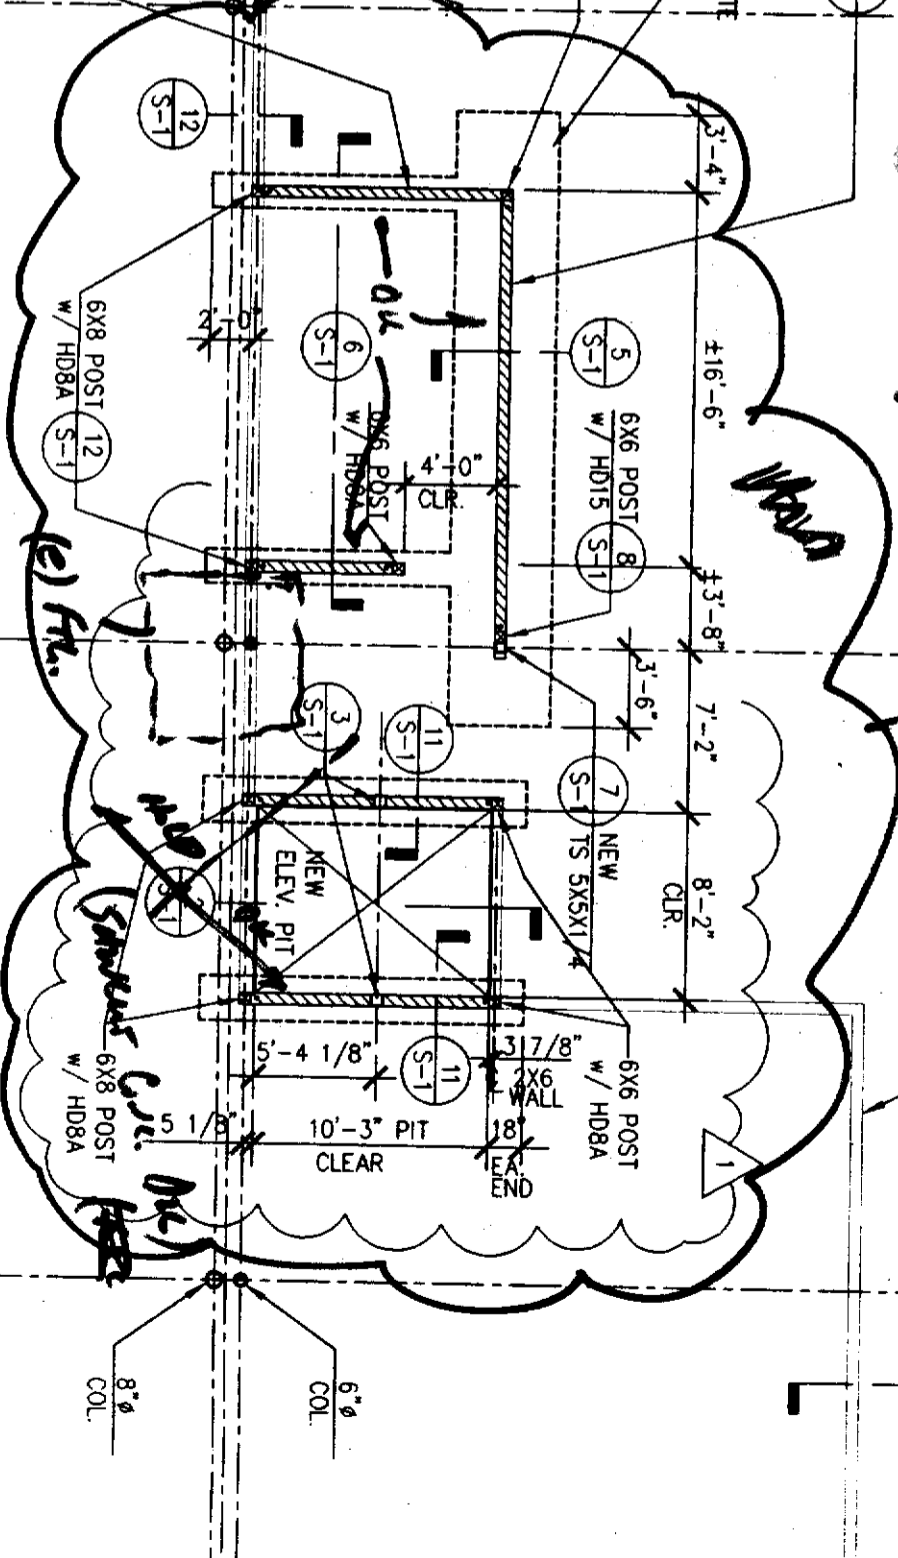 TE
3'-4"
12
S-1
±16'-6"
5
S-1
6
S-1
OK
2'-0"
6X8 POST
W/ HD8A
12
S-1
6X6 POST
W/ HD8A
4'-0"
CLR.
6X6 POST
W/ HD15
8
S-1
±3'-8"
(e) FTG.
3'-6"
7'-2"
3
S-1
11
S-1
7
S-1
NEW
TS 5X5X1/4
NEW
ELEV. PIT
8'-2"
CLR.
S-1
5'-4 1/8"
11
S-1
3 7/8"
2X6
WALL
6X6 POST
W/ HD8A
6X8 POST
W/ HD8A
5 1/8"
10'-3" PIT
CLEAR
18"
EA.
END
1
8"ø
COL.
6"ø
COL.